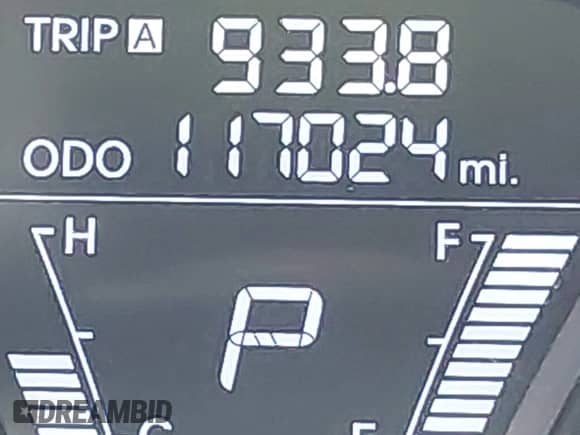 TRIP A 933.8
ODO 117024 mi.
H F
P
C E
DREAMBID